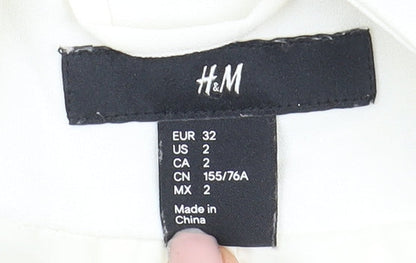 H&M
EUR 32
US 2
CA 2
CN 155/76A
MX 2
Made in
China